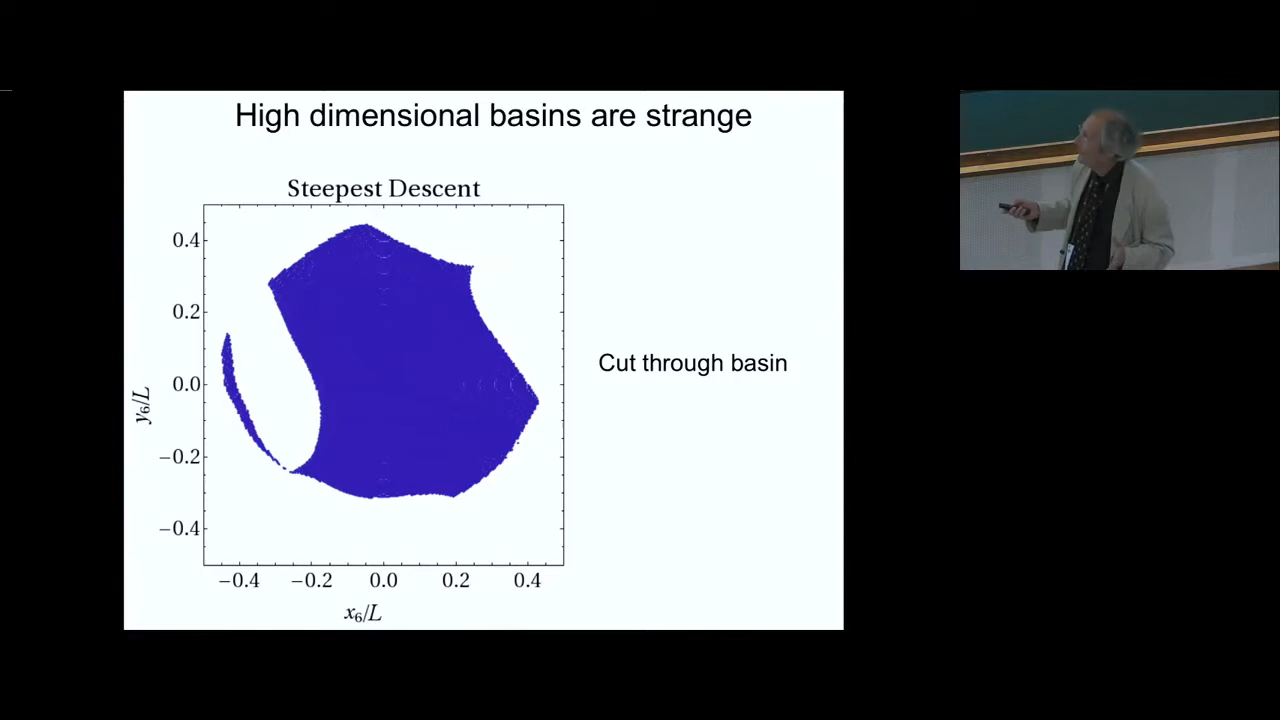 High dimensional basins are strange
Steepest Descent
0.4
0.2
0.0
−0.2
−0.4
y₆/L
Cut through basin
−0.4 −0.2 0.0 0.2 0.4
x₆/L